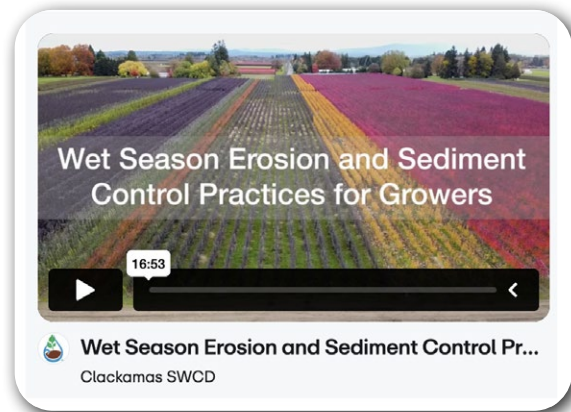 Wet Season Erosion and Sediment
Control Practices for Growers
16:53
Wet Season Erosion and Sediment Control Pr...
Clackamas SWCD